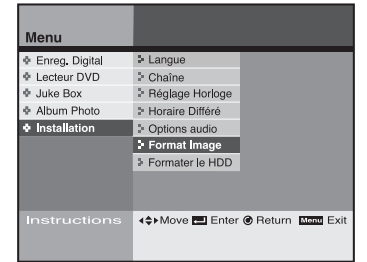 Menu
Enreg. Digital
Lecteur DVD
Juke Box
Album Photo
Installation
Langue
Chaîne
Réglage Horloge
Horaire Différé
Options audio
Format Image
Formater le HDD
Instructions
Move Enter Return Menu Exit